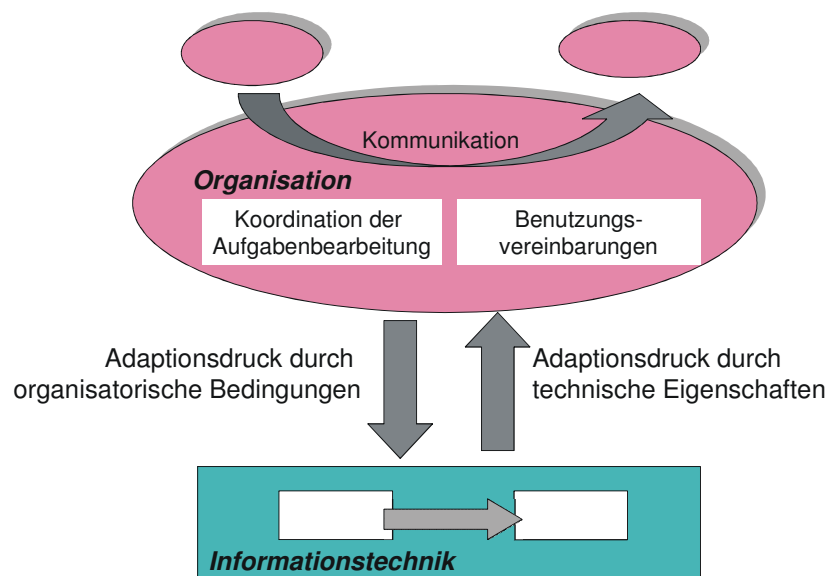 Kommunikation
Organisation
Koordination der
Aufgabenbearbeitung
Benutzungs-
vereinbarungen
Adaptionsdruck durch
organisatorische Bedingungen
Adaptionsdruck durch
technische Eigenschaften
Informationstechnik